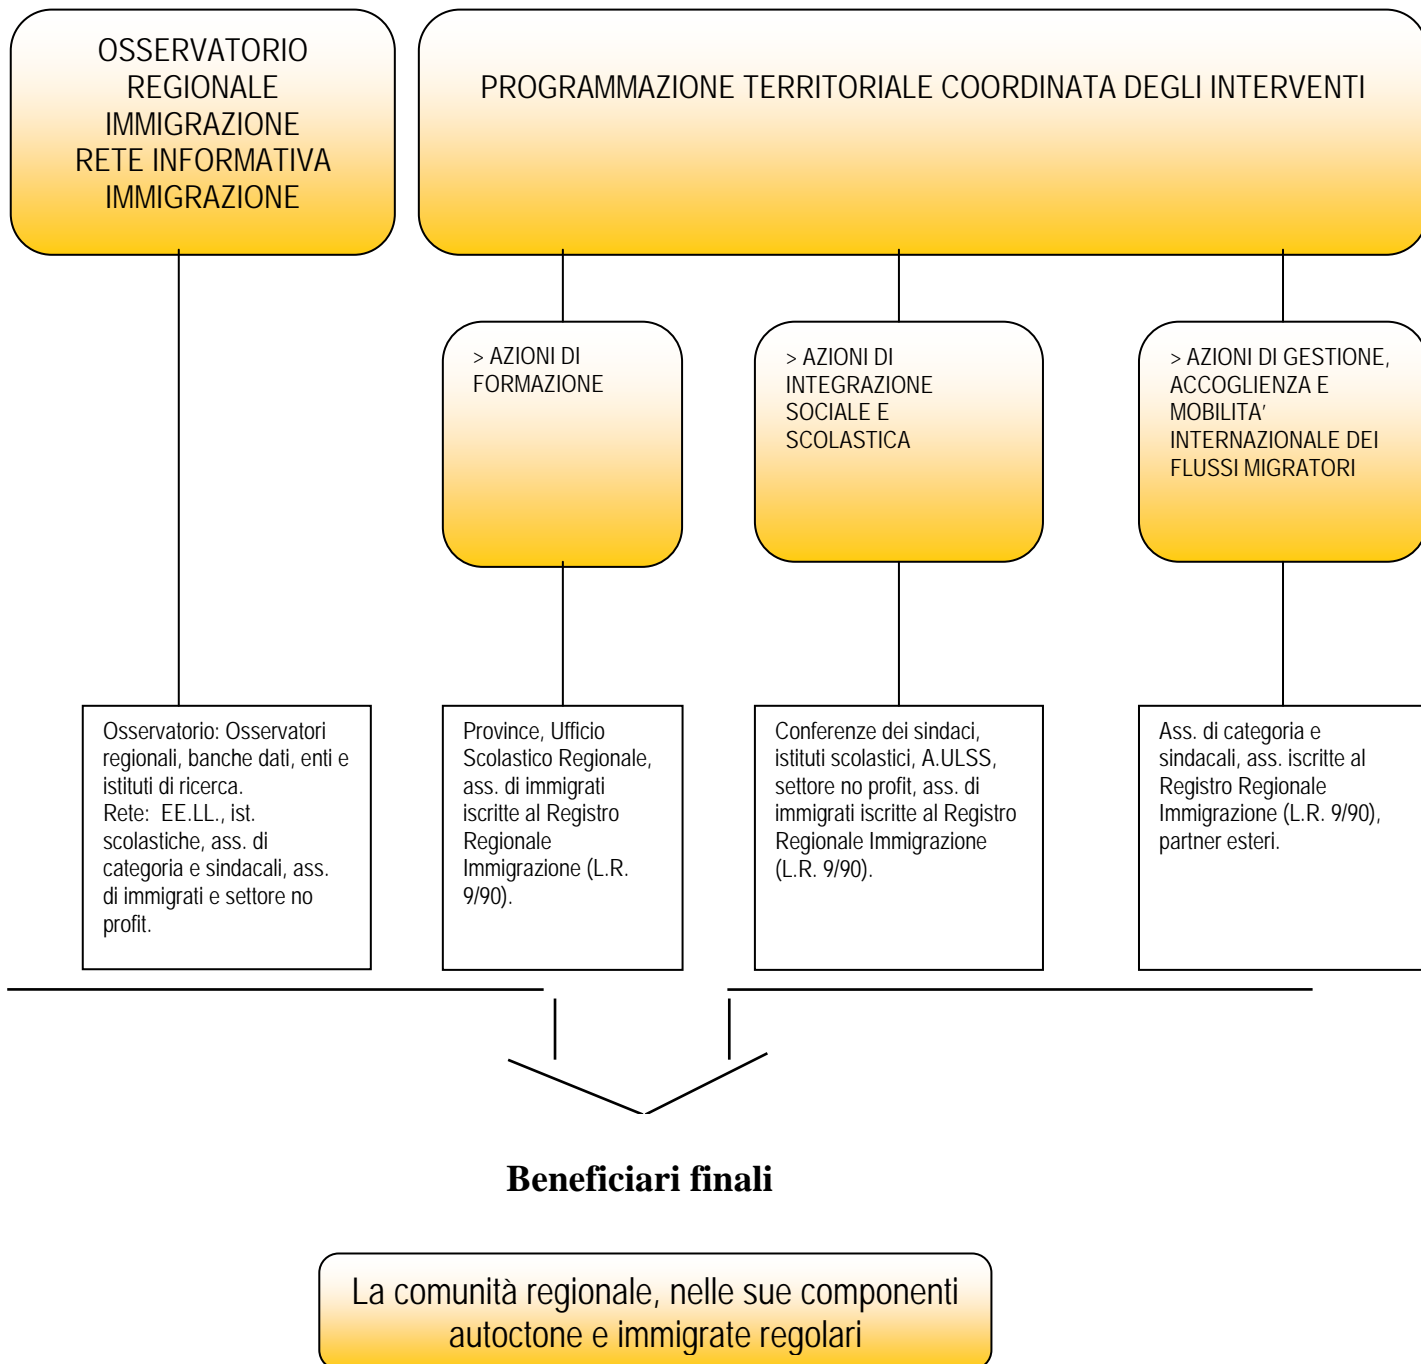 OSSERVATORIO
REGIONALE
IMMIGRAZIONE
RETE INFORMATIVA
IMMIGRAZIONE
PROGRAMMAZIONE TERRITORIALE COORDINATA DEGLI INTERVENTI
> AZIONI DI
FORMAZIONE
> AZIONI DI
INTEGRAZIONE
SOCIALE E
SCOLASTICA
> AZIONI DI GESTIONE,
ACCOGLIENZA E
MOBILITA'
INTERNAZIONALE DEI
FLUSSI MIGRATORI
Osservatorio: Osservatori
regionali, banche dati, enti e
istituti di ricerca.
Rete: EE.LL., ist.
scolastiche, ass. di
categoria e sindacali, ass.
di immigrati e settore no
profit.
Province, Ufficio
Scolastico Regionale,
ass. di immigrati
iscritte al Registro
Regionale
Immigrazione (L.R.
9/90).
Conferenze dei sindaci,
istituti scolastici, A.ULSS,
settore no profit, ass. di
immigrati iscritte al Registro
Regionale Immigrazione
(L.R. 9/90).
Ass. di categoria e
sindacali, ass. iscritte al
Registro Regionale
Immigrazione (L.R. 9/90),
partner esteri.
Beneficiari finali
La comunità regionale, nelle sue componenti
autoctone e immigrate regolari